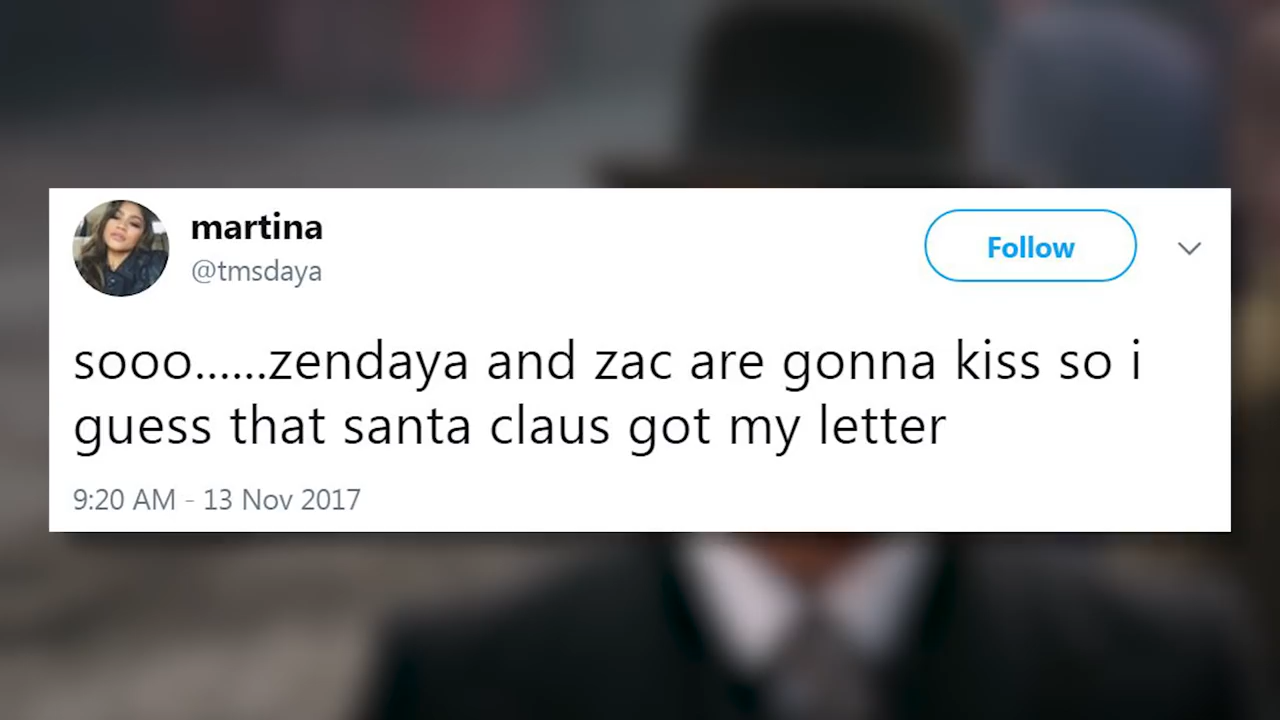 martina
@tmsdaya
Follow
sooo......zendaya and zac are gonna kiss so i
guess that santa claus got my letter
9:20 AM - 13 Nov 2017